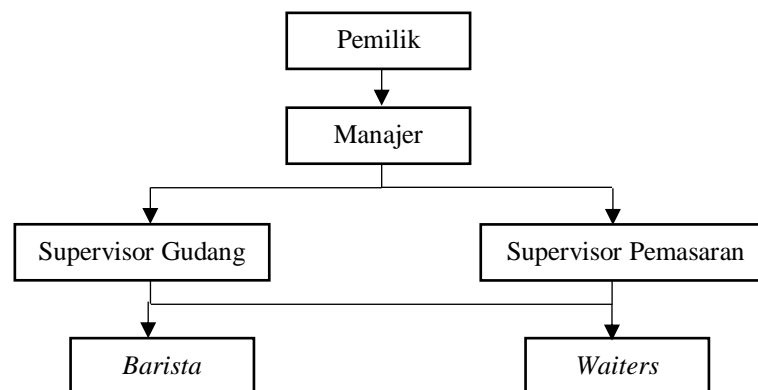 Pemilik
Manajer
Supervisor Gudang
Supervisor Pemasaran
Barista
Waiters